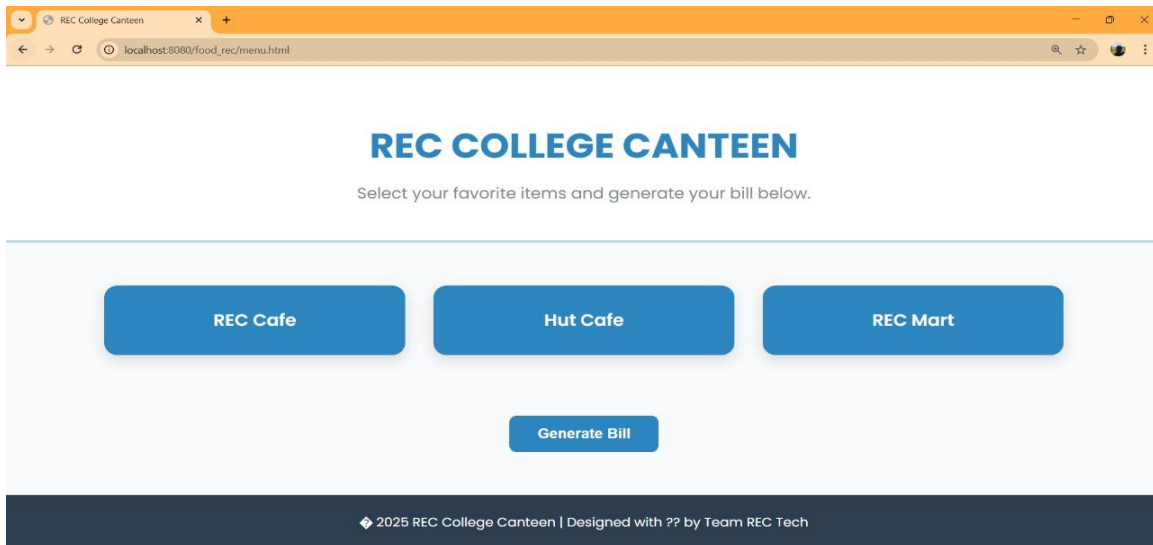 REC College Canteen
localhost:8080/food_rec/menu.html
REC COLLEGE CANTEEN
Select your favorite items and generate your bill below.
REC Cafe
Hut Cafe
REC Mart
Generate Bill
� 2025 REC College Canteen | Designed with ?? by Team REC Tech